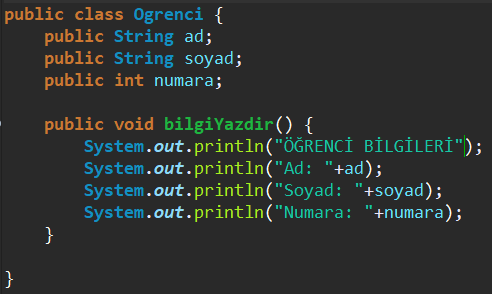 public class Ogrenci {
    public String ad;
    public String soyad;
    public int numara;

    public void bilgiYazdir() {
        System.out.println("ÖĞRENCİ BİLGİLERİ");
        System.out.println("Ad: "+ad);
        System.out.println("Soyad: "+soyad);
        System.out.println("Numara: "+numara);
    }

}